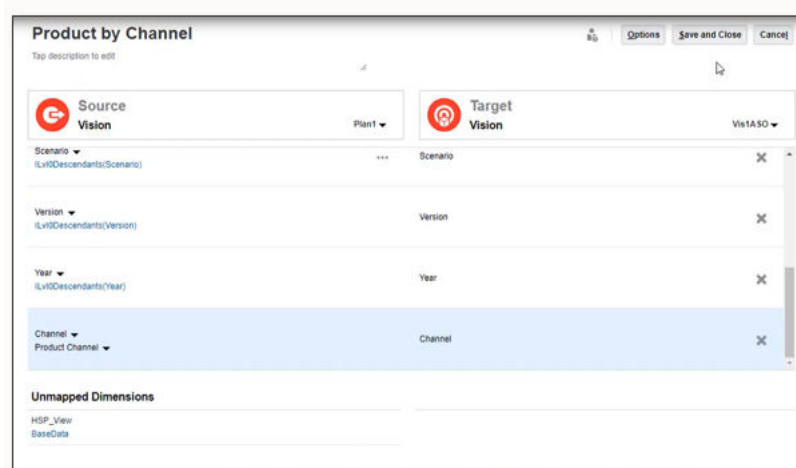 Product by Channel
Options
Save and Close
Cancel
Tap description to edit
Source
Vision
Plan1
Target
Vision
Vis1ASO
Scenario
ILvl0Descendants(Scenario)
Scenario
Version
ILvl0Descendants(Version)
Version
Year
ILvl0Descendants(Year)
Year
Channel
Product Channel
Channel
Unmapped Dimensions
HSP_View
BaseData